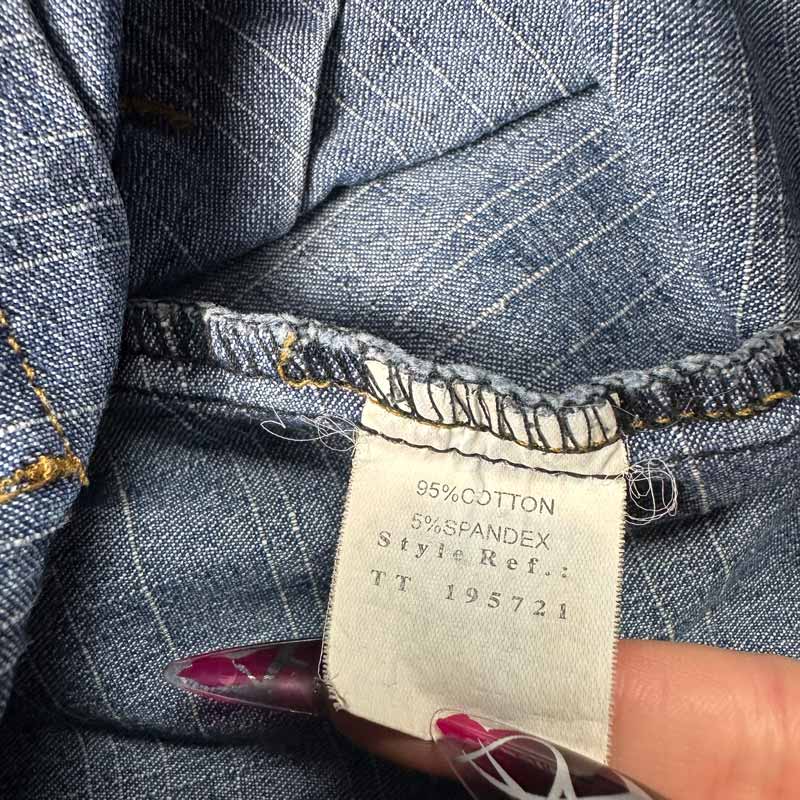 95%COTTON
5%SPANDEX
Style Ref.:
TT 195721